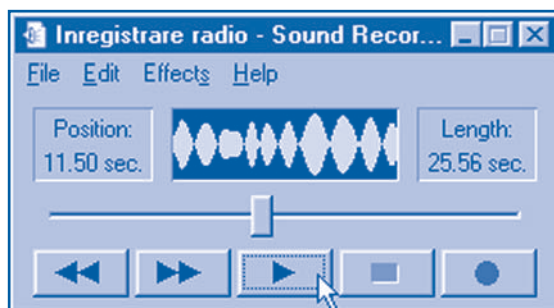 Inregistrare radio - Sound Recor...
File Edit Effects Help
Position:
11.50 sec.
Length:
25.56 sec.